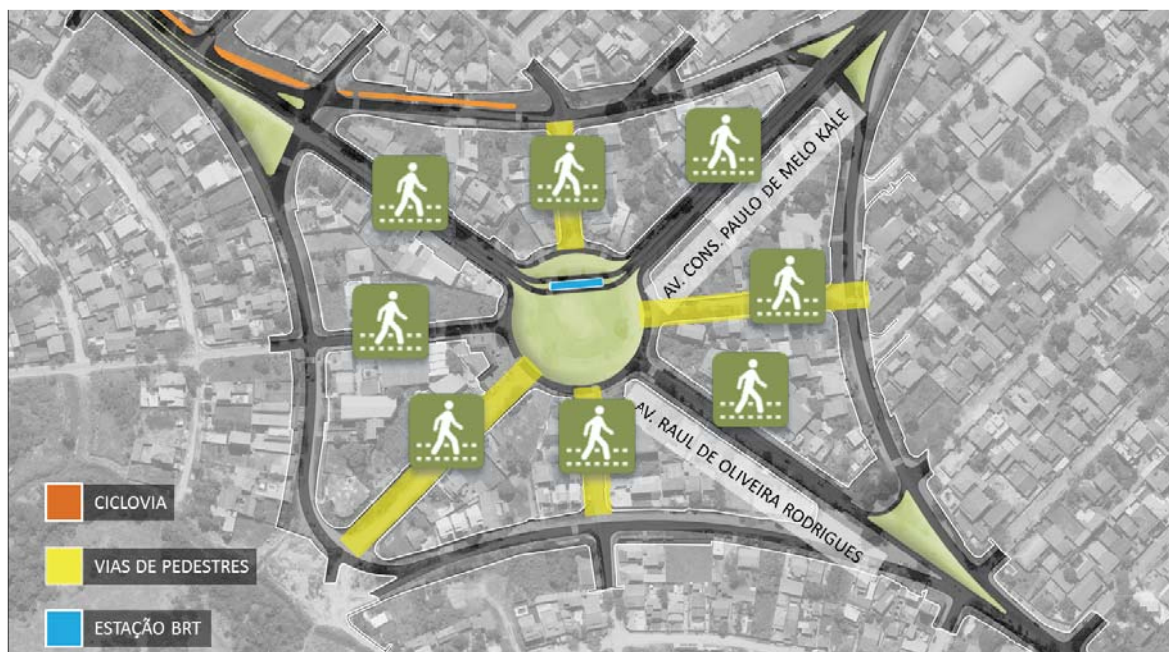 AV. CONS. PAULO DE MELO KALE
AV. RAUL DE OLIVEIRA RODRIGUES
CICLOVIA
VIAS DE PEDESTRES
ESTAÇÃO BRT